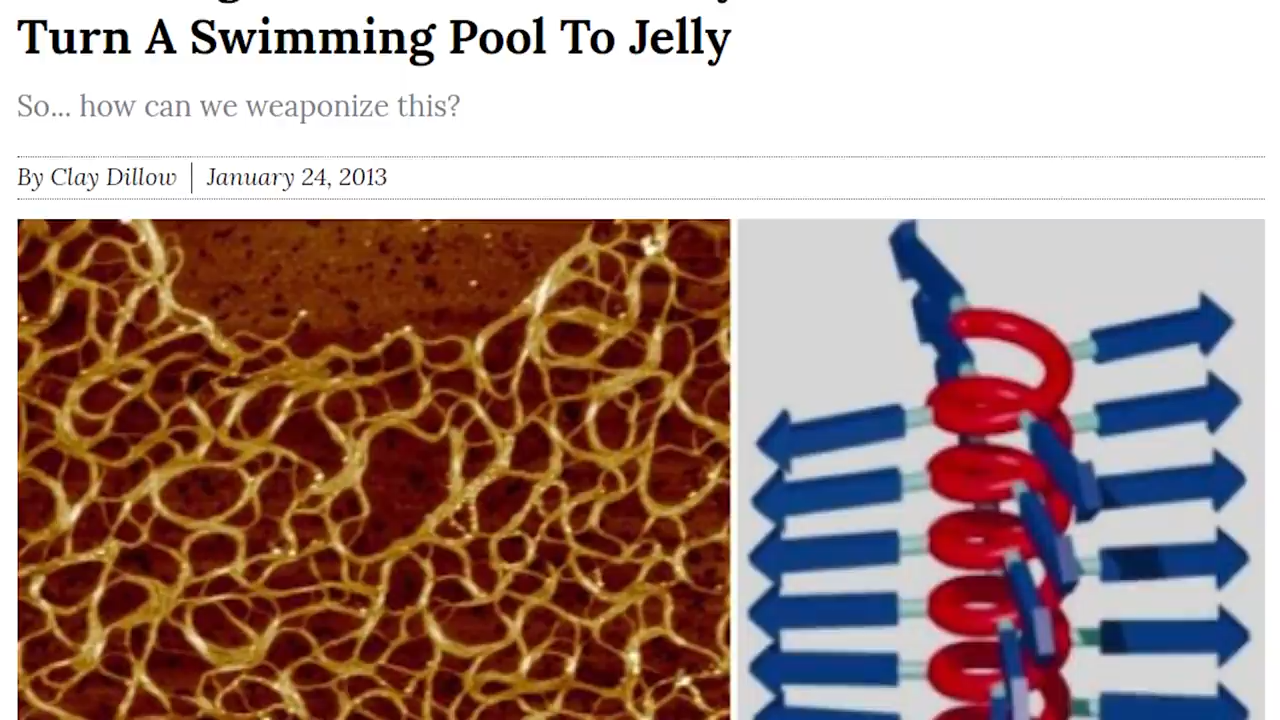 Turn A Swimming Pool To Jelly
So... how can we weaponize this?
By Clay Dillow | January 24, 2013